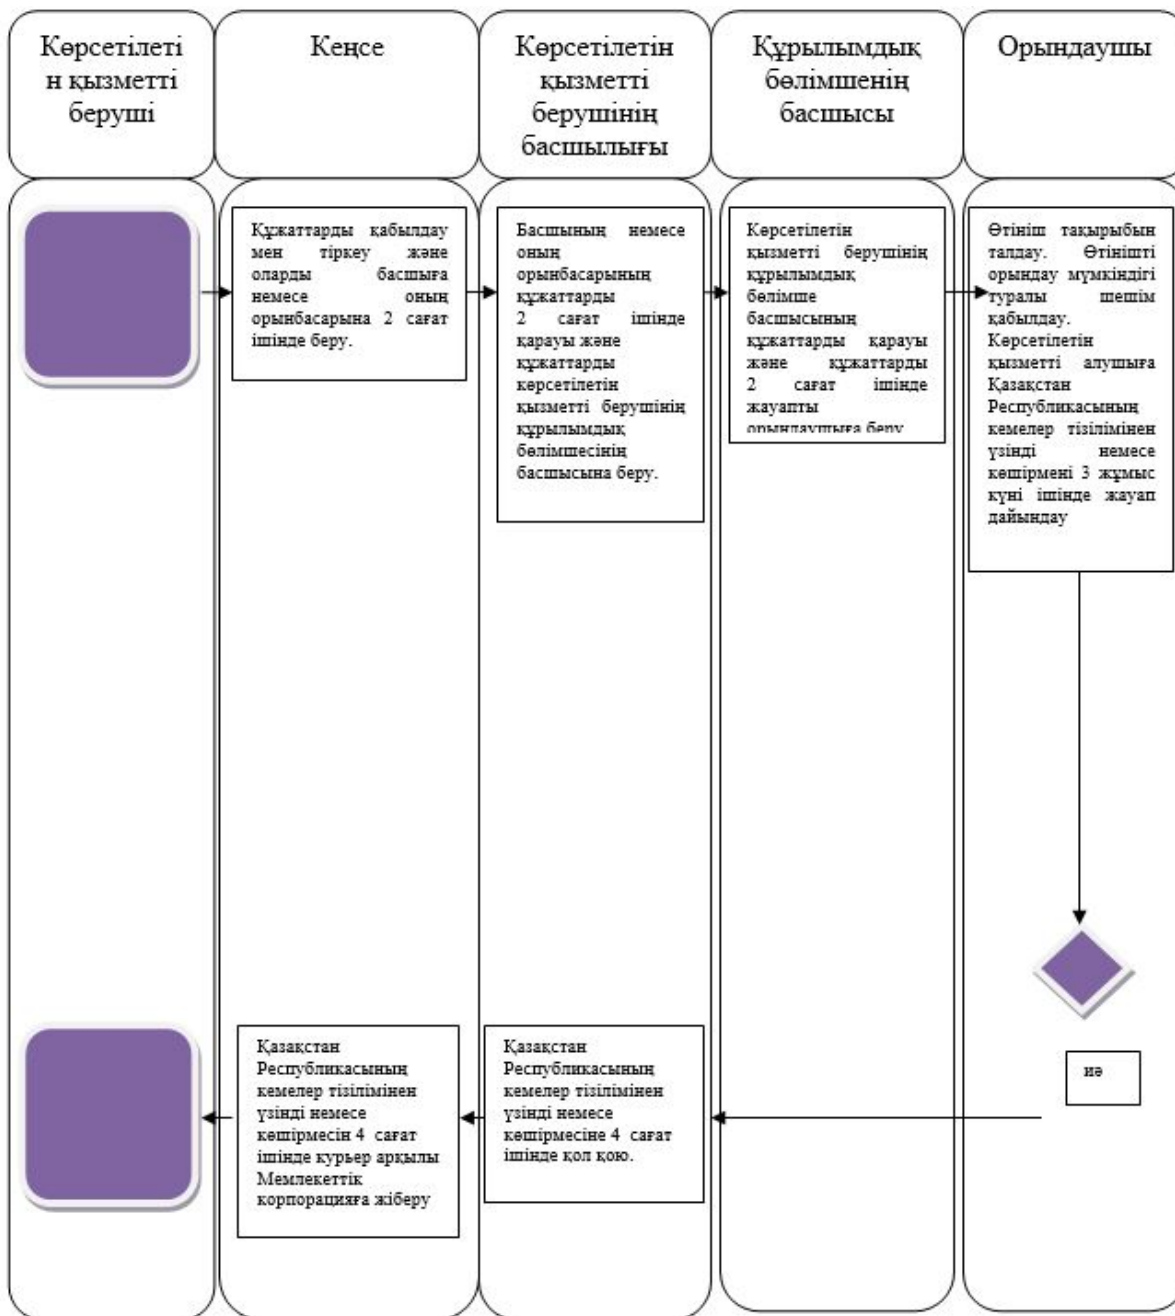 Көрсетілеті
н қызметті
беруші
Кеңсе
Көрсетілетін
қызметті
берушінің
басшылығы
Құрылымдық
бөлімшенің
басшысы
Орындаушы
Құжаттарды қабылдау
мен тіркеу және
оларды басшыға
немесе оның
орынбасарына 2 сағат
ішінде беру.
Басшының немесе
оның
орынбасарының
құжаттарды
2 сағат ішінде
қарауы және
құжаттарды
көрсетілетін
қызметті берушінің
құрылымдық
бөлімшесінің
басшысына беру.
Көрсетілетін
қызметті берушінің
құрылымдық
бөлімше
басшысының
құжаттарды қарауы
және құжаттарды
2 сағат ішінде
жауапты
орындаушыға беру
Өтініш тақырыбын
талдау. Өтінішті
орындау мүмкіндігі
туралы шешім
қабылдау.
Көрсетілетін
қызметті алушыға
Қазақстан
Республикасының
кемелер тізілімінен
үзінді немесе
көшірмені 3 жұмыс
күні ішінде жауап
дайындау
Қазақстан
Республикасының
кемелер тізілімінен
үзінді немесе
көшірмесін 4 сағат
ішінде курьер арқылы
Мемлекеттік
корпорацияға жіберу
Қазақстан
Республикасының
кемелер тізілімінен
үзінді немесе
көшірмесіне 4 сағат
ішінде қол қою.
иә